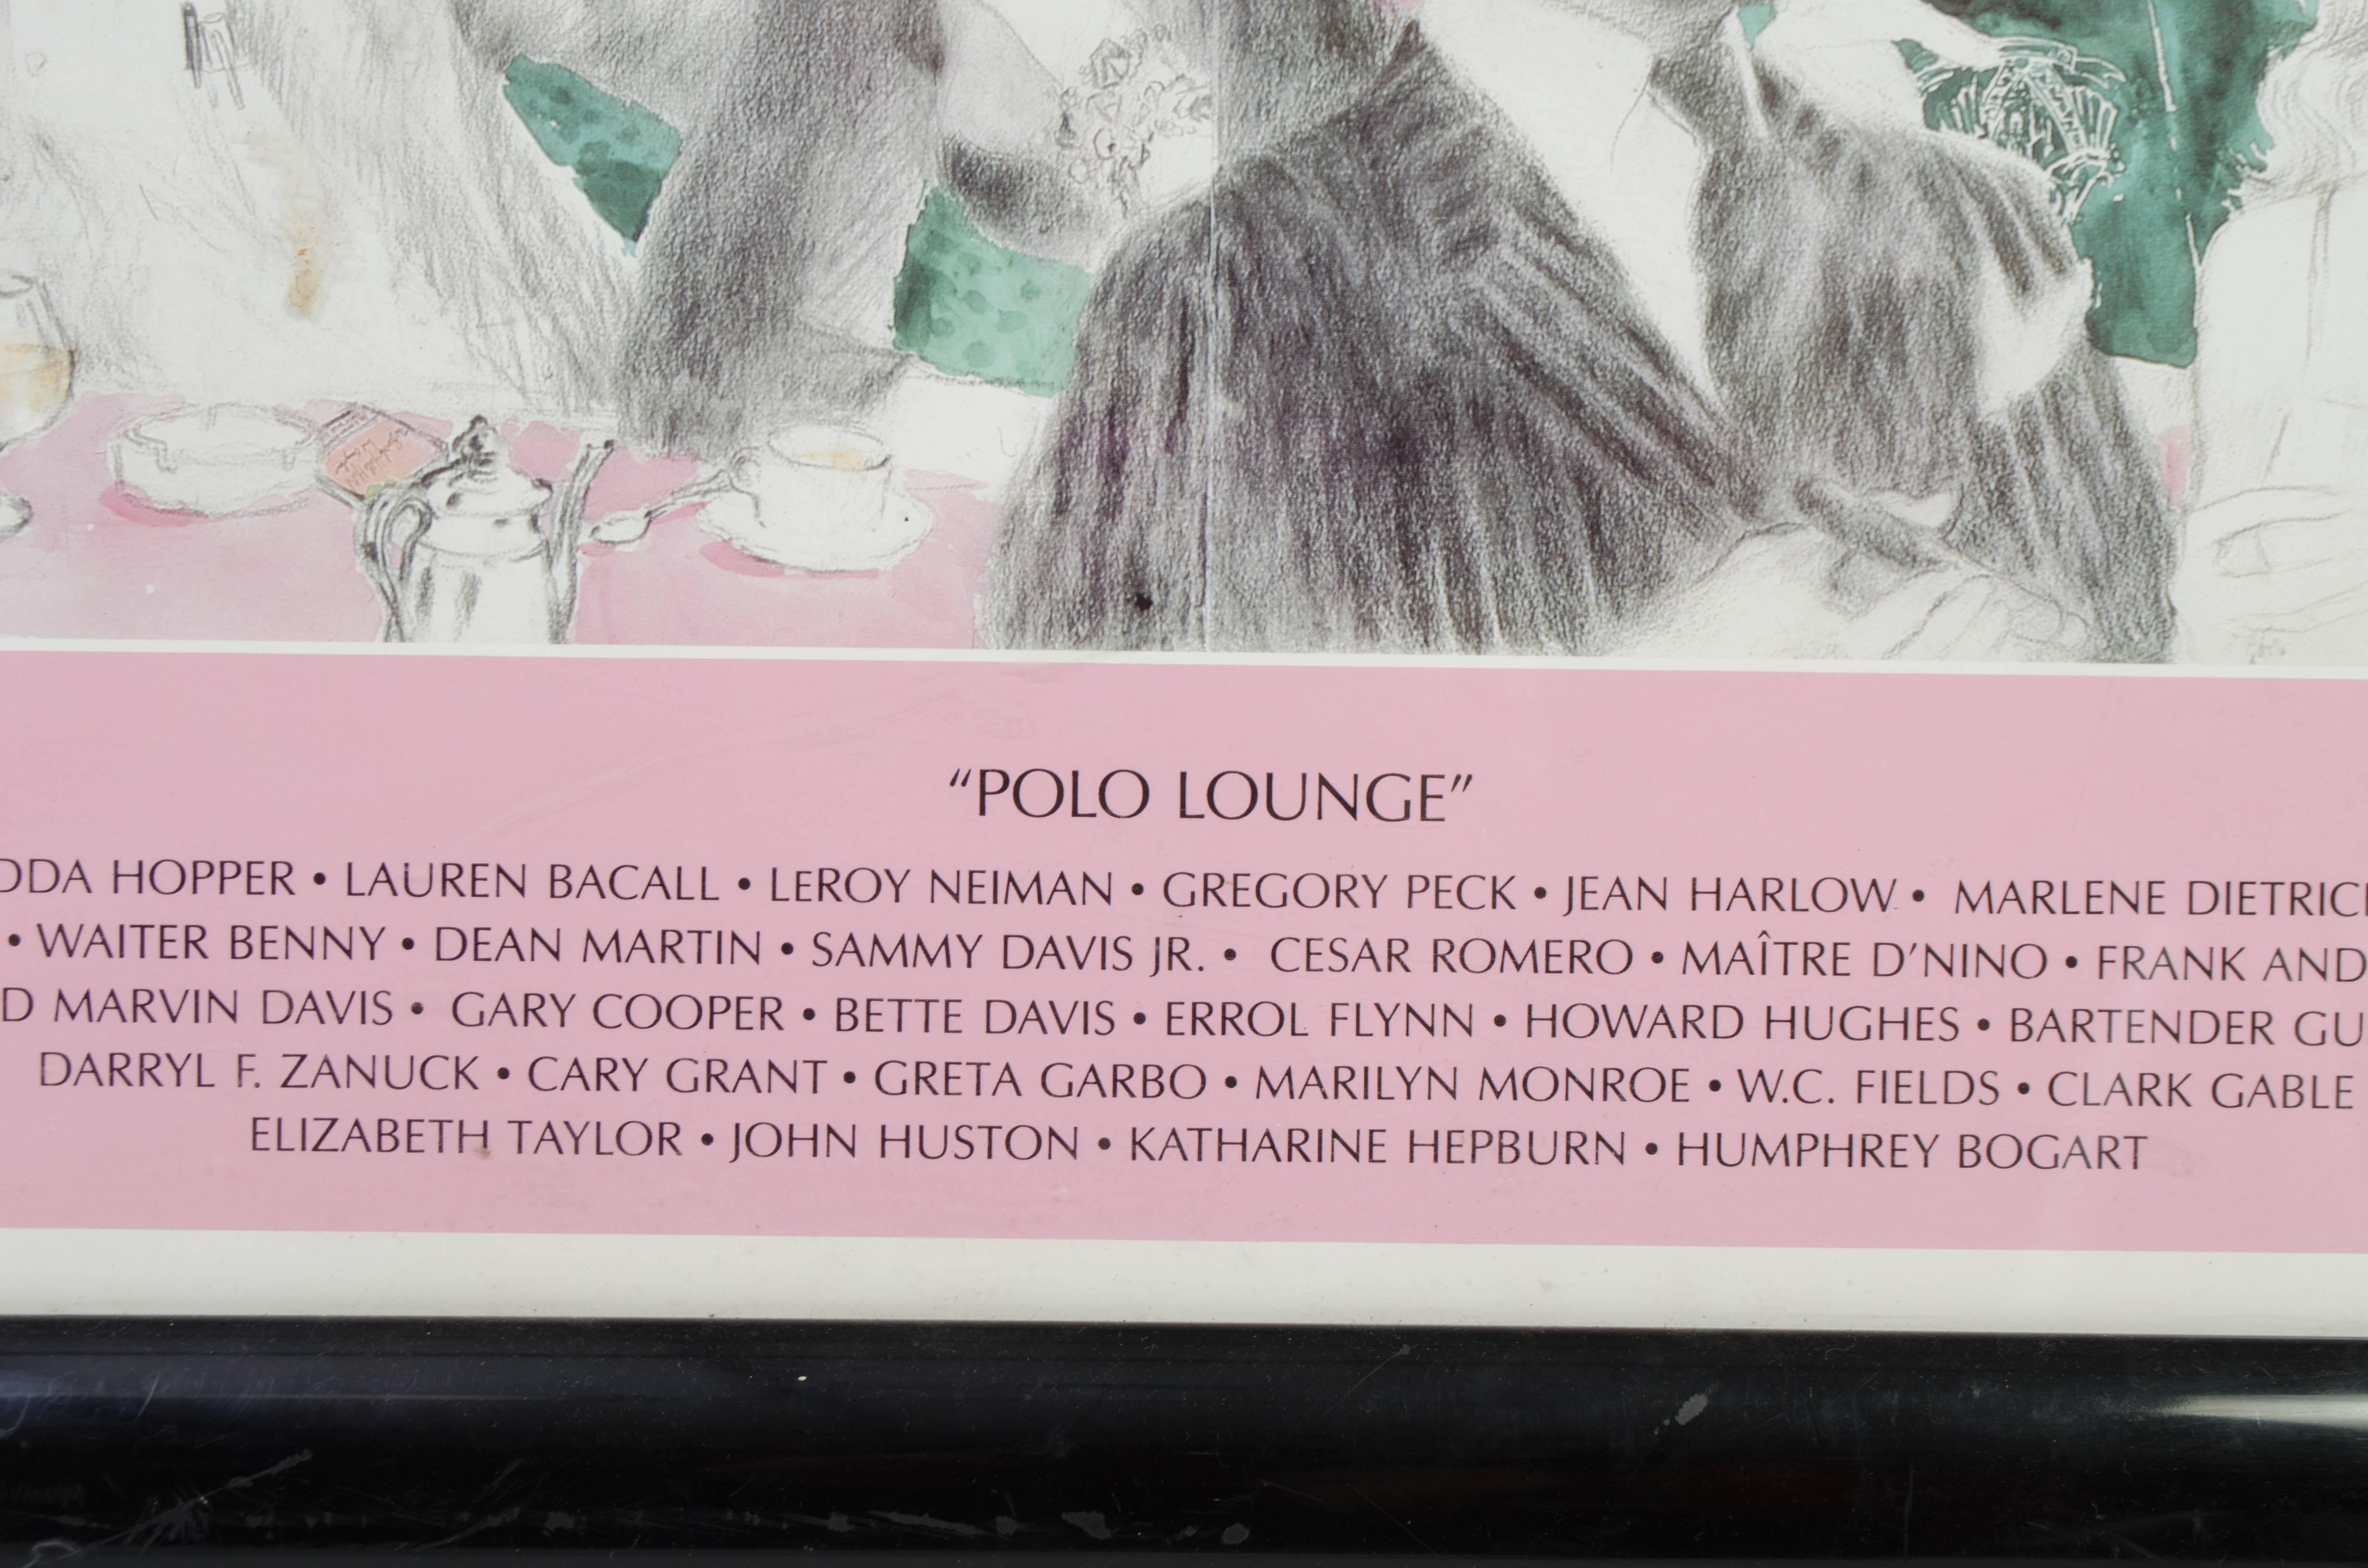 "POLO LOUNGE"
DDA HOPPER • LAUREN BACALL • LEROY NEIMAN • GREGORY PECK • JEAN HARLOW • MARLENE DIETRICH
• WAITER BENNY • DEAN MARTIN • SAMMY DAVIS JR. • CESAR ROMERO • MAÎTRE D'NINO • FRANK AND
D MARVIN DAVIS • GARY COOPER • BETTE DAVIS • ERROL FLYNN • HOWARD HUGHES • BARTENDER GU
DARRYL F. ZANUCK • CARY GRANT • GRETA GARBO • MARILYN MONROE • W.C. FIELDS • CLARK GABLE
ELIZABETH TAYLOR • JOHN HUSTON • KATHARINE HEPBURN • HUMPHREY BOGART